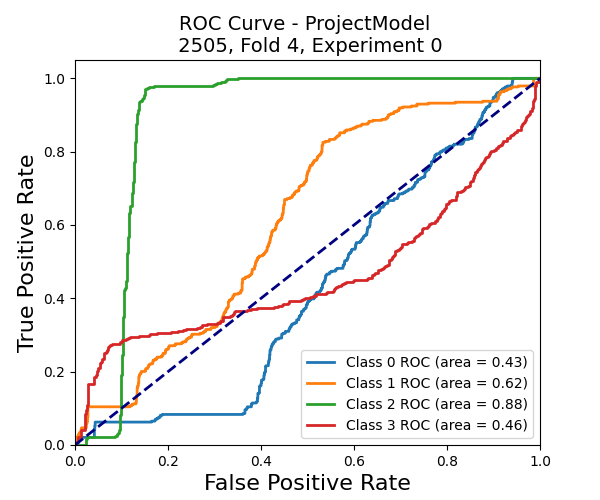 ROC Curve - ProjectModel
2505, Fold 4, Experiment 0
True Positive Rate
1.0
0.8
0.6
0.4
0.2
0.0
Class 0 ROC (area = 0.43)
Class 1 ROC (area = 0.62)
Class 2 ROC (area = 0.88)
Class 3 ROC (area = 0.46)
0.0 0.2 0.4 0.6 0.8 1.0
False Positive Rate